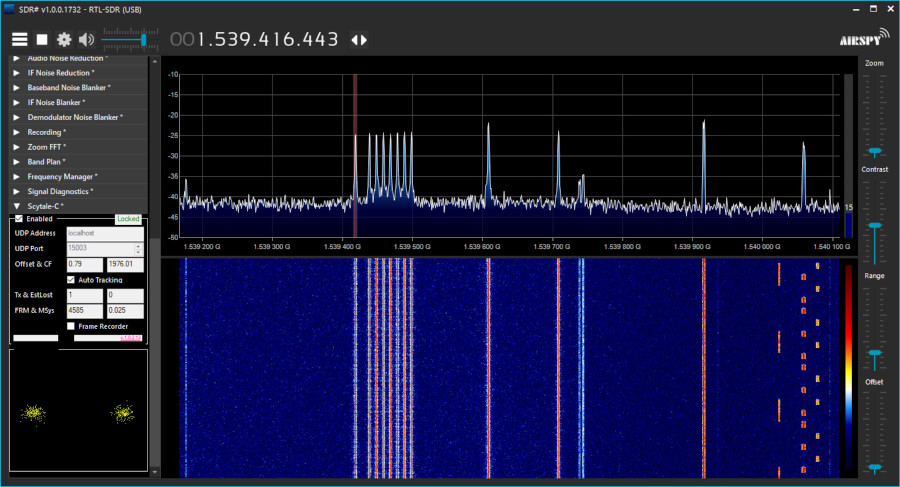 SDR# v1.0.0.1732 - RTL-SDR (USB)
001.539.416.443
AIRSPY
Audio Noise Reduction *
IF Noise Reduction *
Baseband Noise Blanker *
IF Noise Blanker *
Demodulator Noise Blanker *
Recording *
Zoom FFT *
Band Plan *
Frequency Manager *
Signal Diagnostics *
Scytale-C *
Enabled Locked
UDP Address localhost
UDP Port 15003
Offset & CF 0.79 1976.01
Auto Tracking
Tx & EstLost 1 0
FRM & MSys 4585 0.025
Frame Recorder
-10
-20
-25
-30
-35
-40
-45
-50
1.539 200 G 1.539 300 G 1.539 400 G 1.539 500 G 1.539 600 G 1.539 700 G 1.539 800 G 1.539 900 G 1.540 000 G 1.540 100 G
15
Zoom
Contrast
Range
Offset